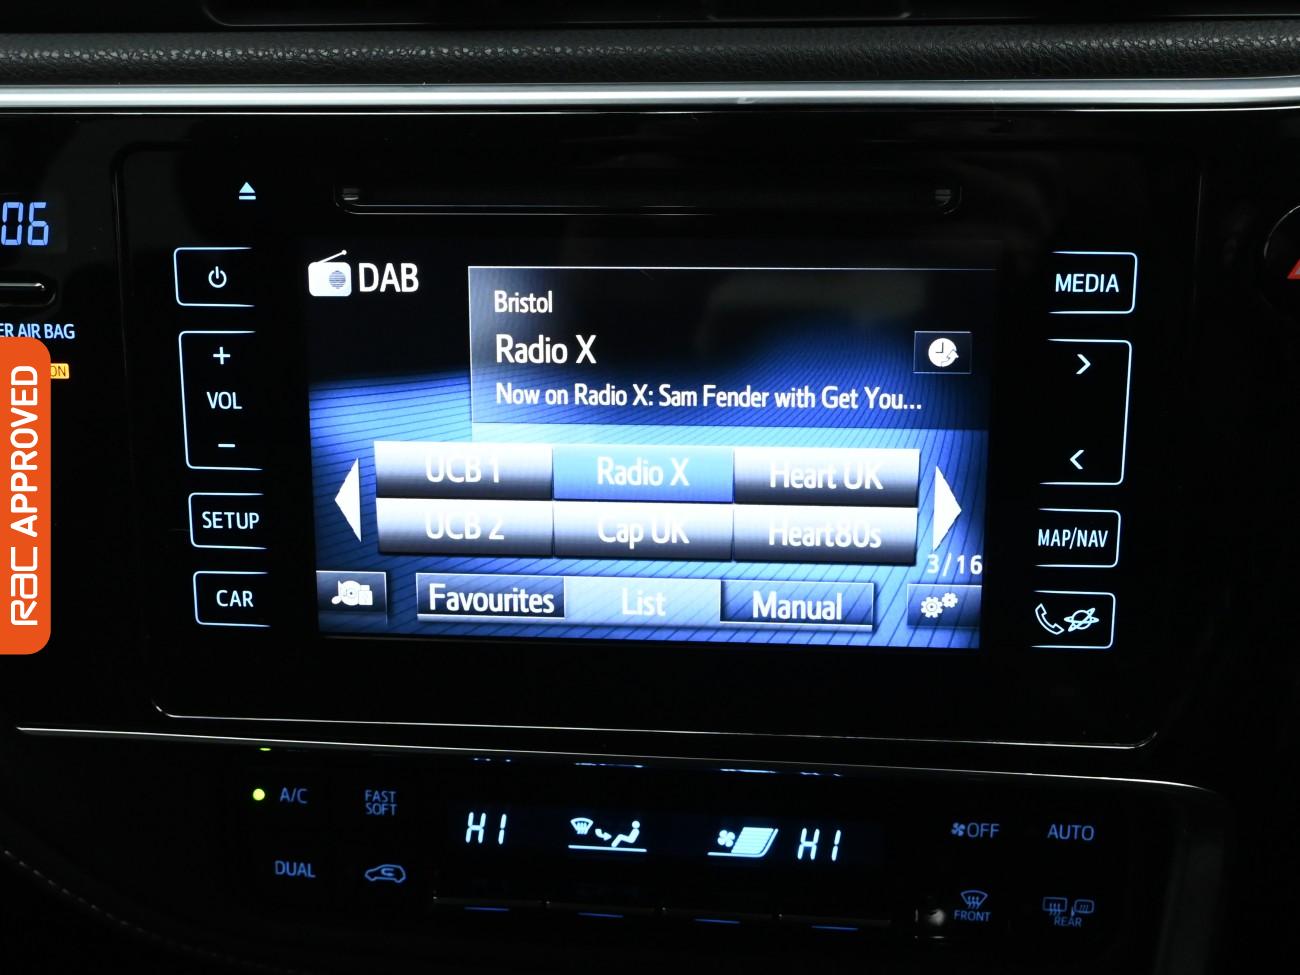 06
ER AIR BAG
ON
RAC APPROVED
VOL
SETUP
CAR
DAB
Bristol
Radio X
Now on Radio X: Sam Fender with Get You...
UCB 1
Radio X
Heart UK
UCB 2
Cap UK
Heart80s
3/16
Favourites
List
Manual
MEDIA
MAP/NAV
A/C
FAST
SOFT
HI
HI
OFF
AUTO
DUAL
FRONT
REAR